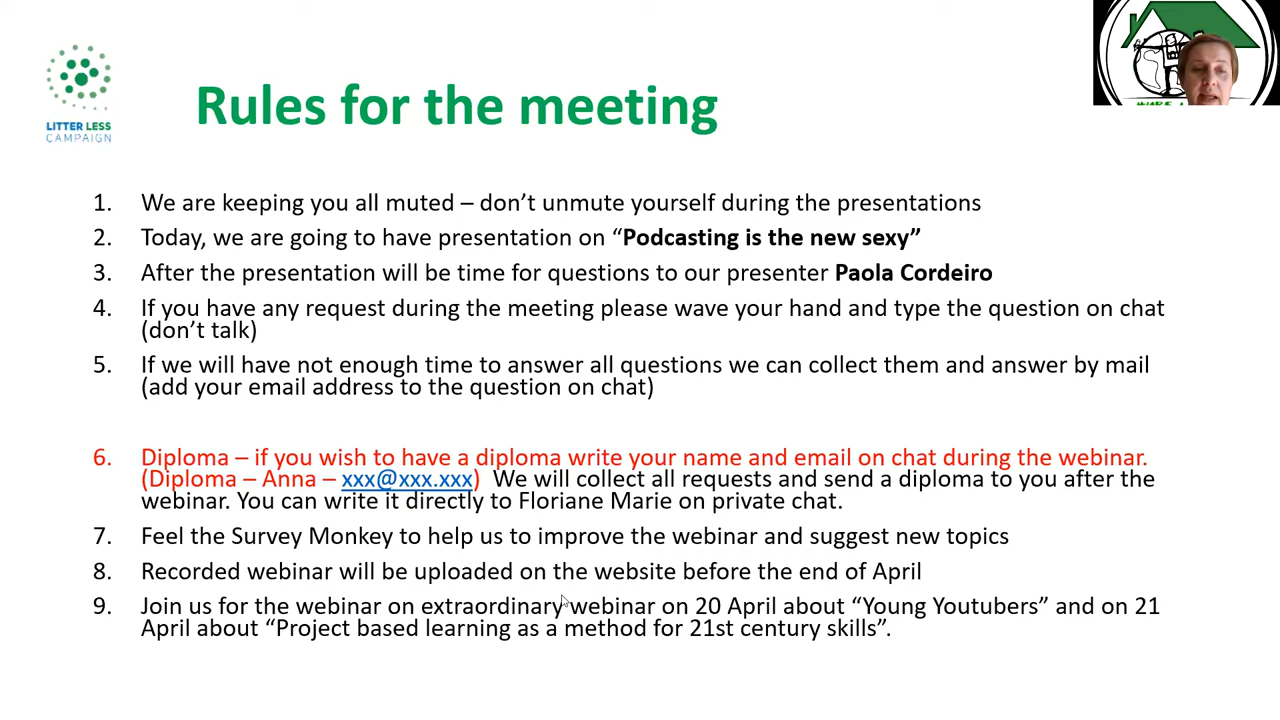 LITTER LESS
CAMPAIGN
Rules for the meeting
1. We are keeping you all muted – don’t unmute yourself during the presentations
2. Today, we are going to have presentation on “Podcasting is the new sexy”
3. After the presentation will be time for questions to our presenter Paola Cordeiro
4. If you have any request during the meeting please wave your hand and type the question on chat
(don’t talk)
5. If we will have not enough time to answer all questions we can collect them and answer by mail
(add your email address to the question on chat)
6. Diploma – if you wish to have a diploma write your name and email on chat during the webinar.
(Diploma – Anna – xxx@xxx.xxx) We will collect all requests and send a diploma to you after the
webinar. You can write it directly to Floriane Marie on private chat.
7. Feel the Survey Monkey to help us to improve the webinar and suggest new topics
8. Recorded webinar will be uploaded on the website before the end of April
9. Join us for the webinar on extraordinary webinar on 20 April about “Young Youtubers” and on 21
April about “Project based learning as a method for 21st century skills”.